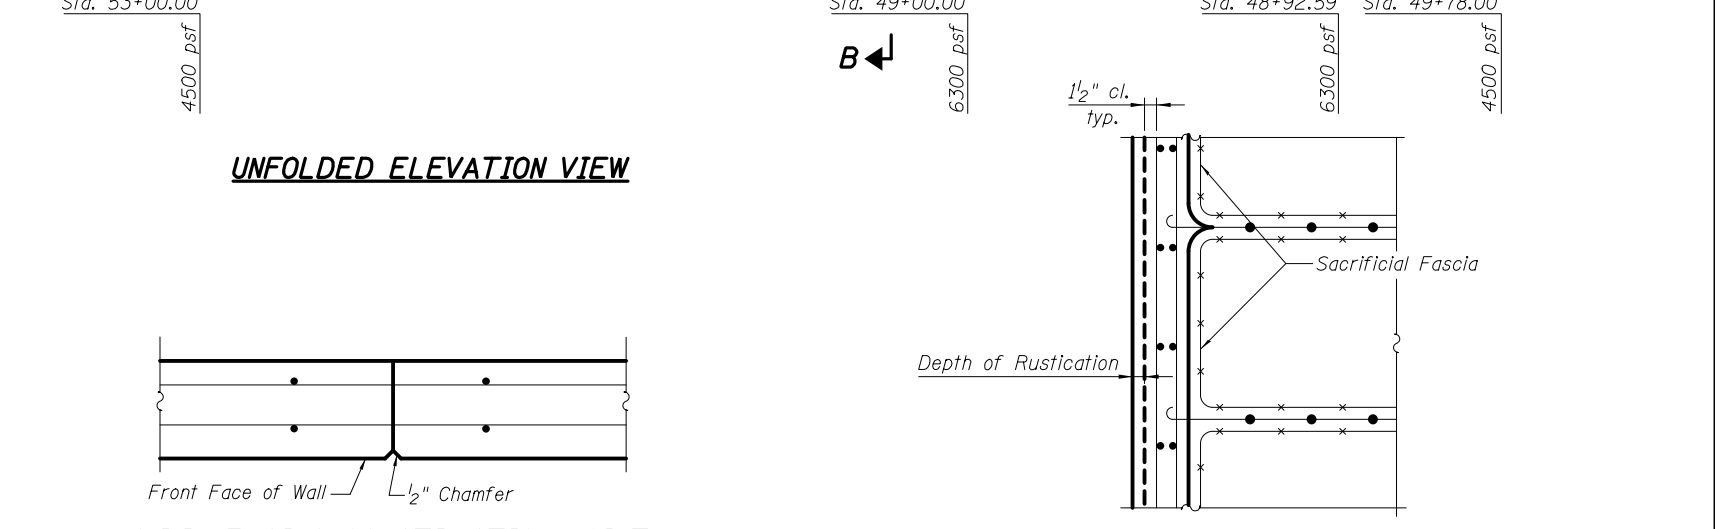 Sta. 53+00.00
Sta. 49+00.00
Sta. 48+92.59
Sta. 49+78.00
4500 psf
6300 psf
6300 psf
4500 psf
B
1 1/2" cl.
typ.
UNFOLDED ELEVATION VIEW
Sacrificial Fascia
Depth of Rustication
Front Face of Wall
1/2" Chamfer